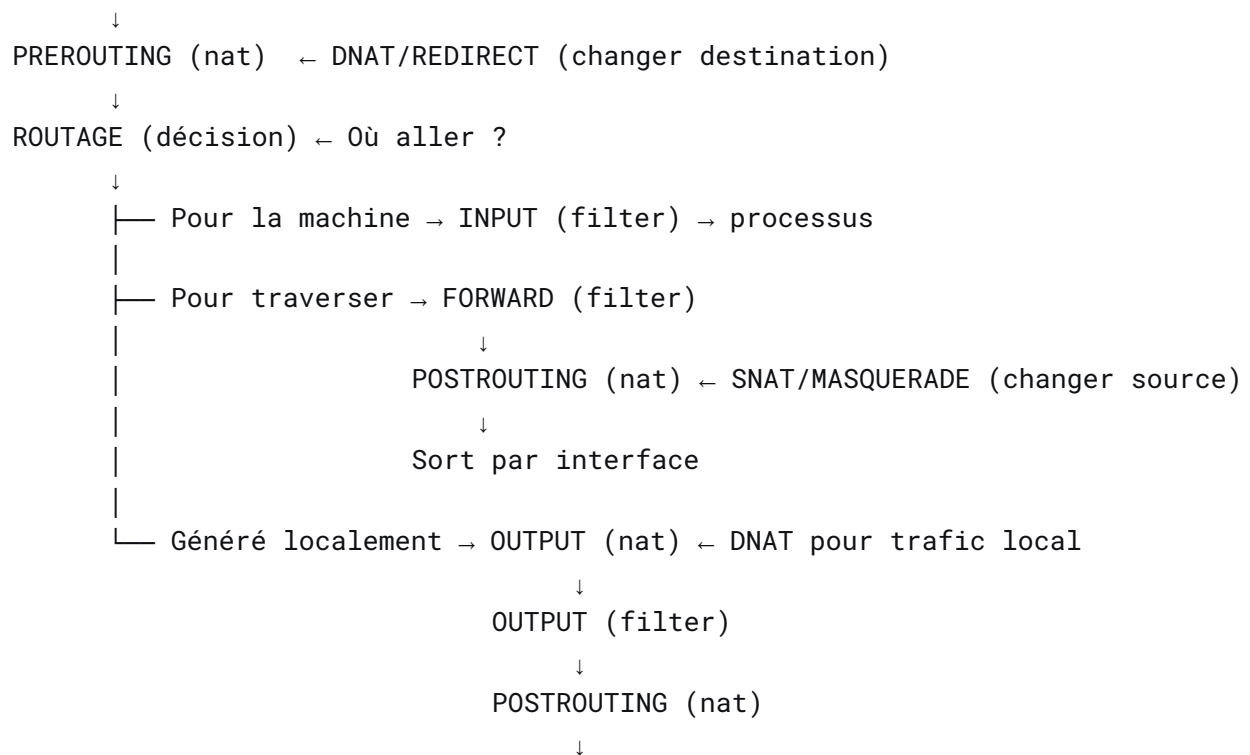 ↓
PREROUTING (nat)  ← DNAT/REDIRECT (changer destination)
↓
ROUTAGE (décision) ← Où aller ?
↓
├── Pour la machine → INPUT (filter) → processus
│
├── Pour traverser → FORWARD (filter)
│                      ↓
│                  POSTROUTING (nat) ← SNAT/MASQUERADE (changer source)
│                      ↓
│                  Sort par interface
│
└── Généré localement → OUTPUT (nat) ← DNAT pour trafic local
↓
OUTPUT (filter)
↓
POSTROUTING (nat)
↓